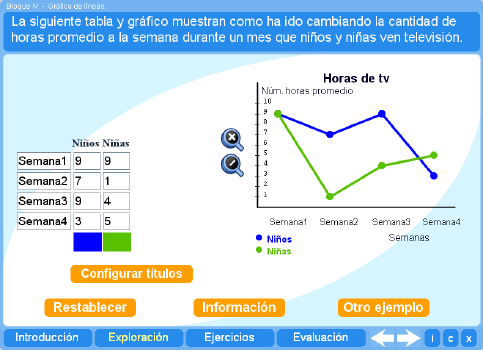 Bloque IV - Gráfica de líneas.
La siguiente tabla y gráfico muestran como ha ido cambiando la cantidad de
horas promedio a la semana durante un mes que niños y niñas ven televisión.
Horas de tv
Núm. horas promedio
10
9
8
7
6
5
4
3
2
1
Semana1 Semana2 Semana3 Semana4
Semanas
Niños
Niñas
Niños Niñas
Semana1 9 9
Semana2 7 1
Semana3 9 4
Semana4 3 5
Configurar títulos
Restablecer Información Otro ejemplo
Introducción Exploración Ejercicios Evaluación i c x